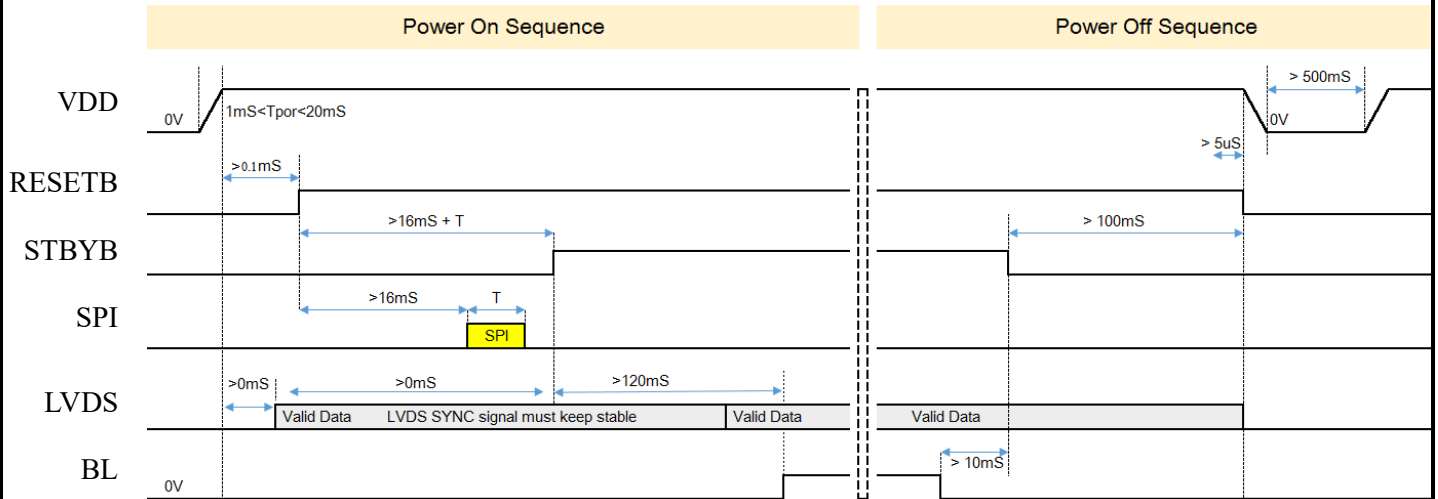 Power On Sequence
Power Off Sequence
VDD
0V
1mS<Tpor<20mS
> 500mS
0V
> 5uS
RESETB
>0.1mS
STBYB
>16mS + T
> 100mS
SPI
>16mS
T
SPI
LVDS
>0mS
>0mS
>120mS
Valid Data
LVDS SYNC signal must keep stable
Valid Data
Valid Data
BL
0V
> 10mS